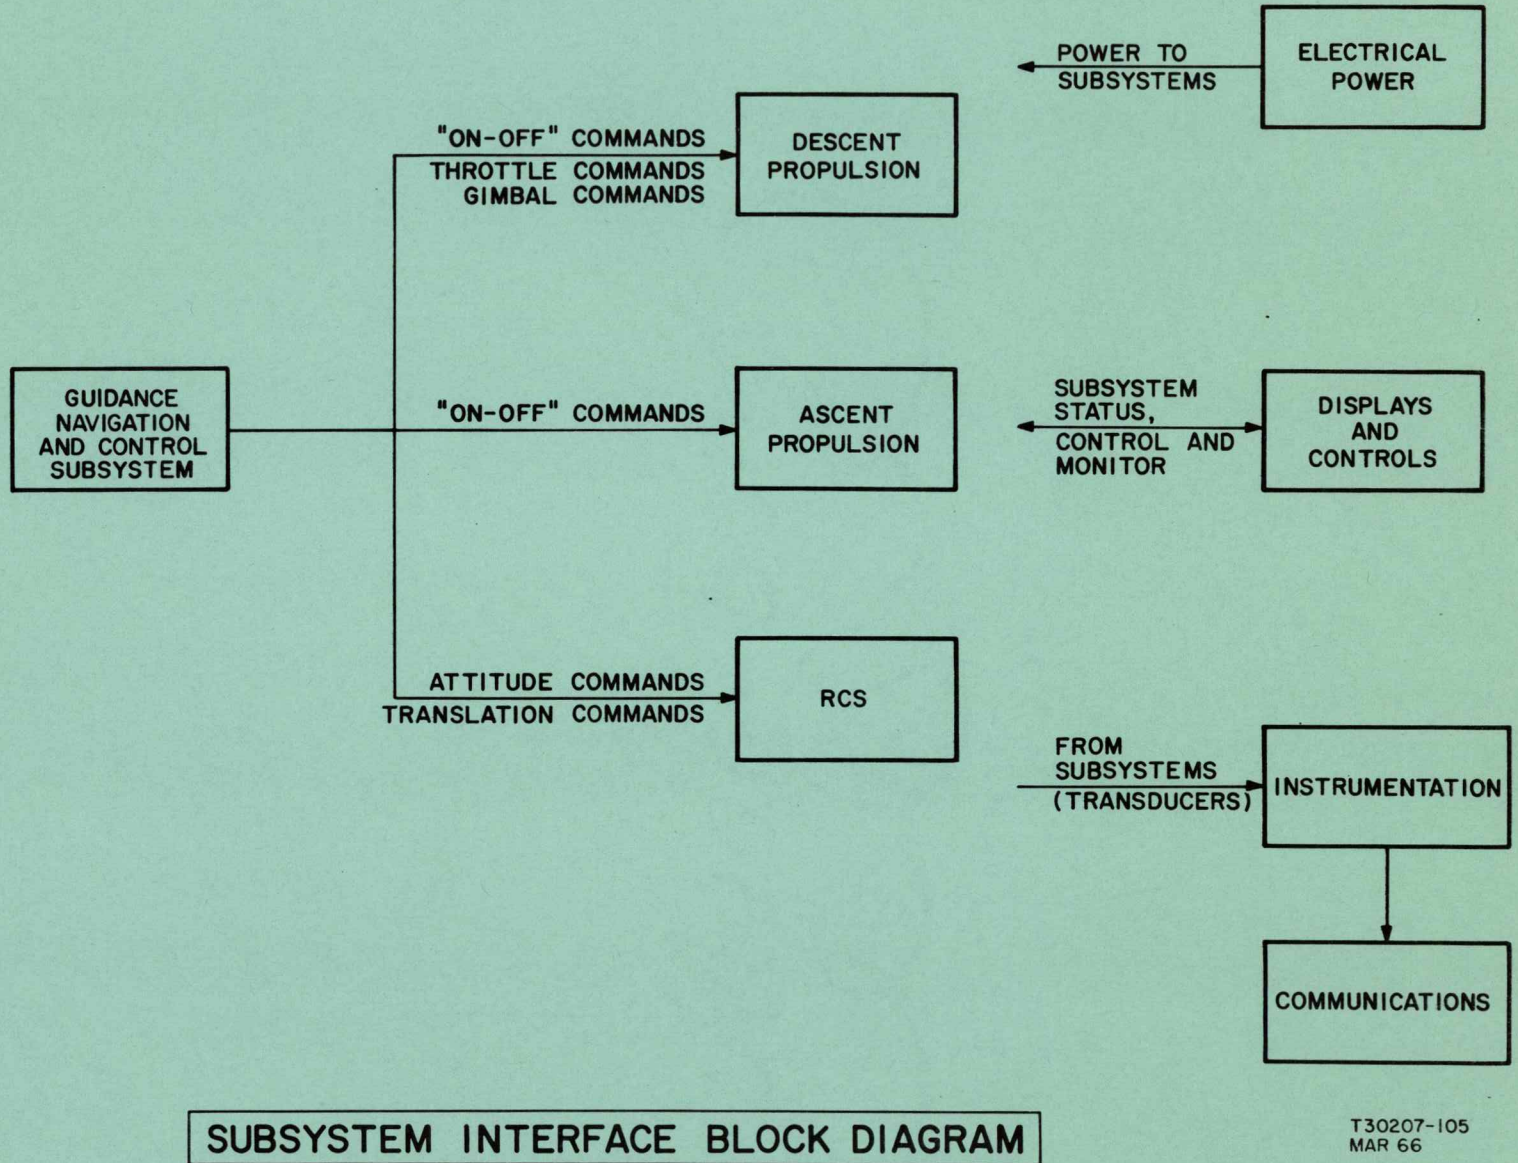 POWER TO
SUBSYSTEMS
ELECTRICAL
POWER
"ON-OFF" COMMANDS
THROTTLE COMMANDS
GIMBAL COMMANDS
DESCENT
PROPULSION
GUIDANCE
NAVIGATION
AND CONTROL
SUBSYSTEM
"ON-OFF" COMMANDS
ASCENT
PROPULSION
SUBSYSTEM
STATUS,
CONTROL AND
MONITOR
DISPLAYS
AND
CONTROLS
ATTITUDE COMMANDS
TRANSLATION COMMANDS
RCS
FROM
SUBSYSTEMS
(TRANSDUCERS)
INSTRUMENTATION
COMMUNICATIONS
SUBSYSTEM INTERFACE BLOCK DIAGRAM
T30207-105
MAR 66